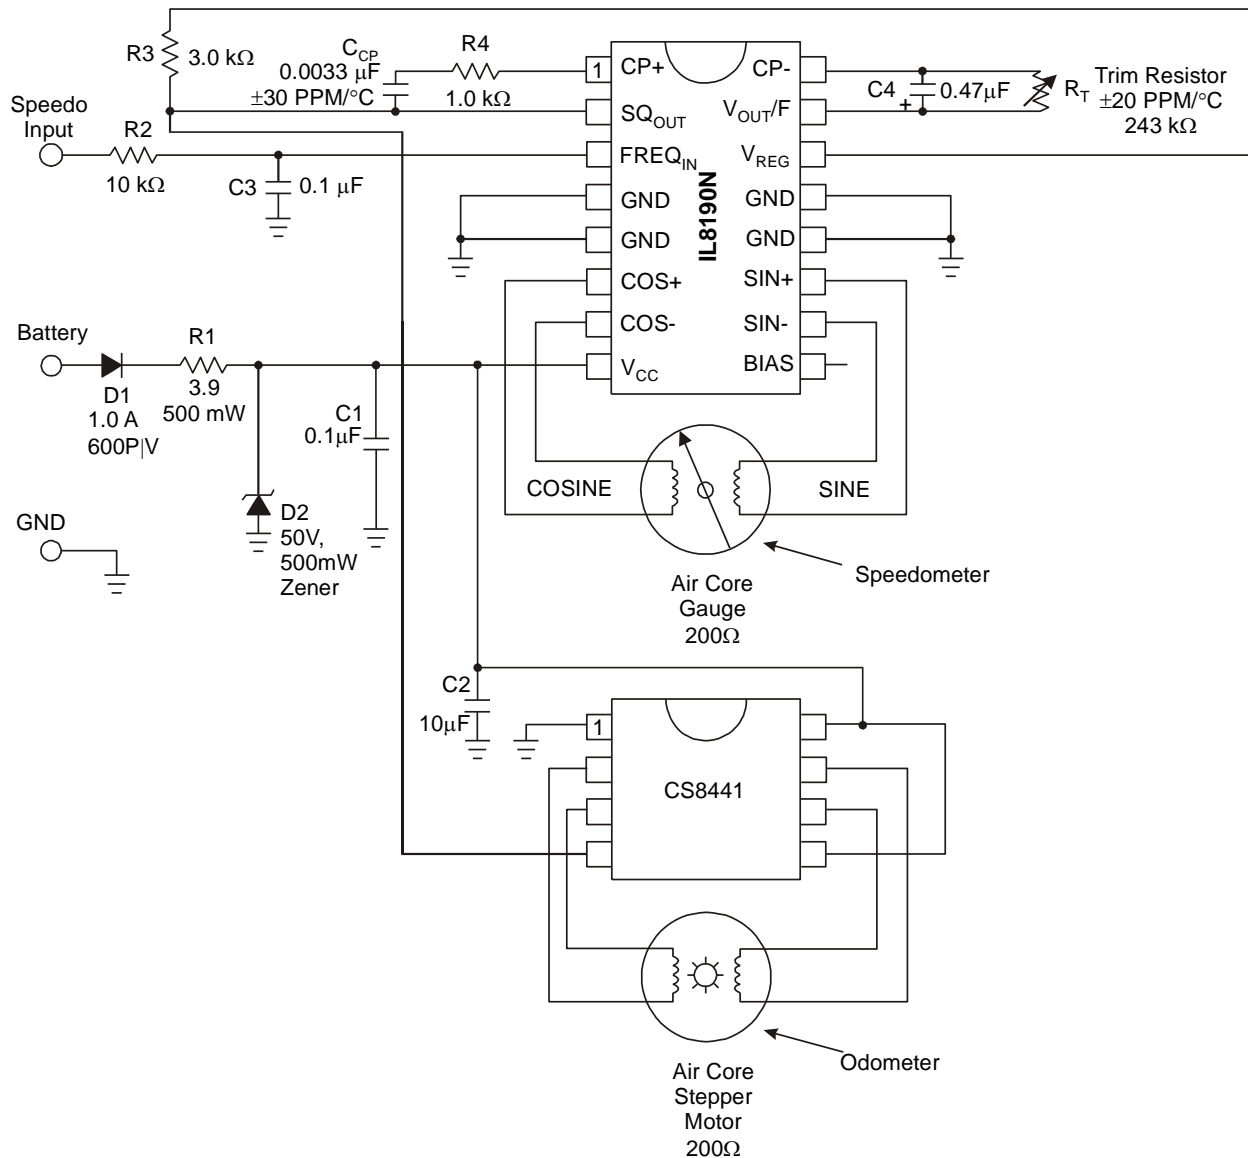 R3
3.0 kΩ
C_CP
0.0033 μF
±30 PPM/°C
R4
1.0 kΩ
1
CP+
CP-
C4
+
0.47μF
R_T
Trim Resistor
±20 PPM/°C
243 kΩ
Speedo
Input
R2
10 kΩ
C3
0.1 μF
SQ_OUT
V_OUT/F
FREQ_IN
V_REG
GND
GND
GND
GND
COS+
SIN+
COS-
SIN-
V_CC
BIAS
IL8190N
Battery
D1
1.0 A
600P|V
R1
3.9
500 mW
C1
0.1μF
D2
50V,
500mW
Zener
GND
COSINE
SINE
Speedometer
Air Core
Gauge
200Ω
C2
10μF
1
CS8441
Odometer
Air Core
Stepper
Motor
200Ω